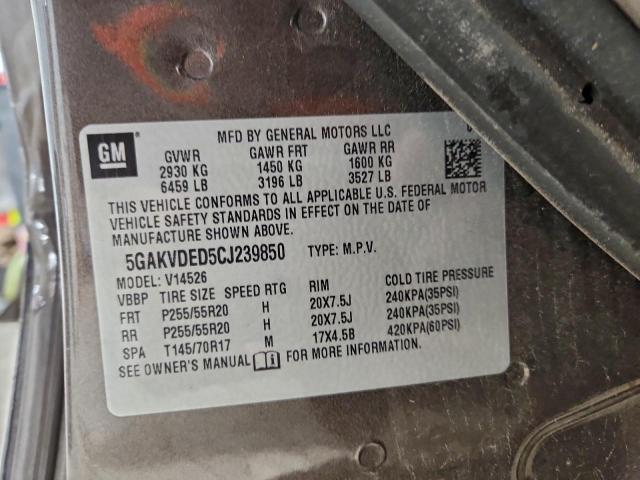 GM
MFD BY GENERAL MOTORS LLC
GVWR GAWR FRT GAWR RR
2930 KG 1450 KG 1600 KG
6459 LB 3196 LB 3527 LB
THIS VEHICLE CONFORMS TO ALL APPLICABLE U.S. FEDERAL MOTOR
VEHICLE SAFETY STANDARDS IN EFFECT ON THE DATE OF
MANUFACTURE SHOWN ABOVE.
5GAKVDED5CJ239850 TYPE: M.P.V.
MODEL: V14526
VBBP TIRE SIZE SPEED RTG RIM COLD TIRE PRESSURE
FRT P255/55R20 H 20X7.5J 240KPA(35PSI)
RR P255/55R20 H 20X7.5J 240KPA(35PSI)
SPA T145/70R17 M 17X4.5B 420KPA(60PSI)
SEE OWNER'S MANUAL FOR MORE INFORMATION.